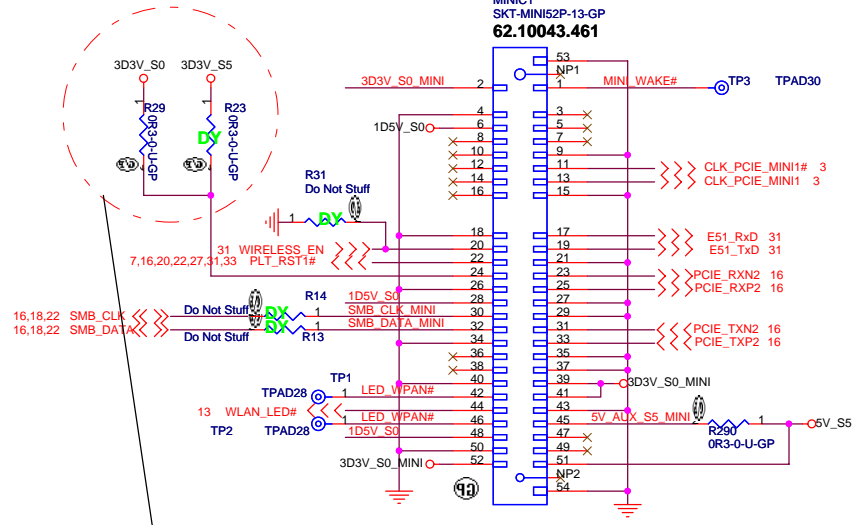 MINIC1
SKT-MINI52P-13-GP
62.10043.461
3D3V_S0 3D3V_S5
1 R29 0R3-0-U-GP 2
1 R23 0R3-0-U-GP 2
DY
3D3V_S0_MINI 2
53
NP1
1 MINI_WAKE# TP3 TPAD30
4 3
1D5V_S0 6 5
8 7
10 9
12 11 CLK_PCIE_MINI1# 3
14 13 CLK_PCIE_MINI1 3
16 15
R31
Do Not Stuff
1 DY
18 17 E51_RxD 31
31 WIRELESS_EN 20 19 E51_TxD 31
7,16,20,22,27,31,33 PLT_RST1# 22 21
24 23 PCIE_RXN2 16
26 25 PCIE_RXP2 16
1D5V_S0 28 27
16,18,22 SMB_CLK Do Not Stuff DY R14 1 SMB_CLK_MINI 30 29
16,18,22 SMB_DATA Do Not Stuff DY R13 1 SMB_DATA_MINI 32 31 PCIE_TXN2 16
34 33 PCIE_TXP2 16
36 35
38 37
40 39 3D3V_S0_MINI
TPAD28 TP1 1 LED_WPAN# 42 41
13 WLAN_LED# 44 43
TP2 TPAD28 1 LED_WPAN# 46 45 5V_AUX_S5_MINI R290 0R3-0-U-GP 1 5V_S5
1D5V_S0 48 47
50 49
3D3V_S0_MINI 52 51
NP2
54
GP